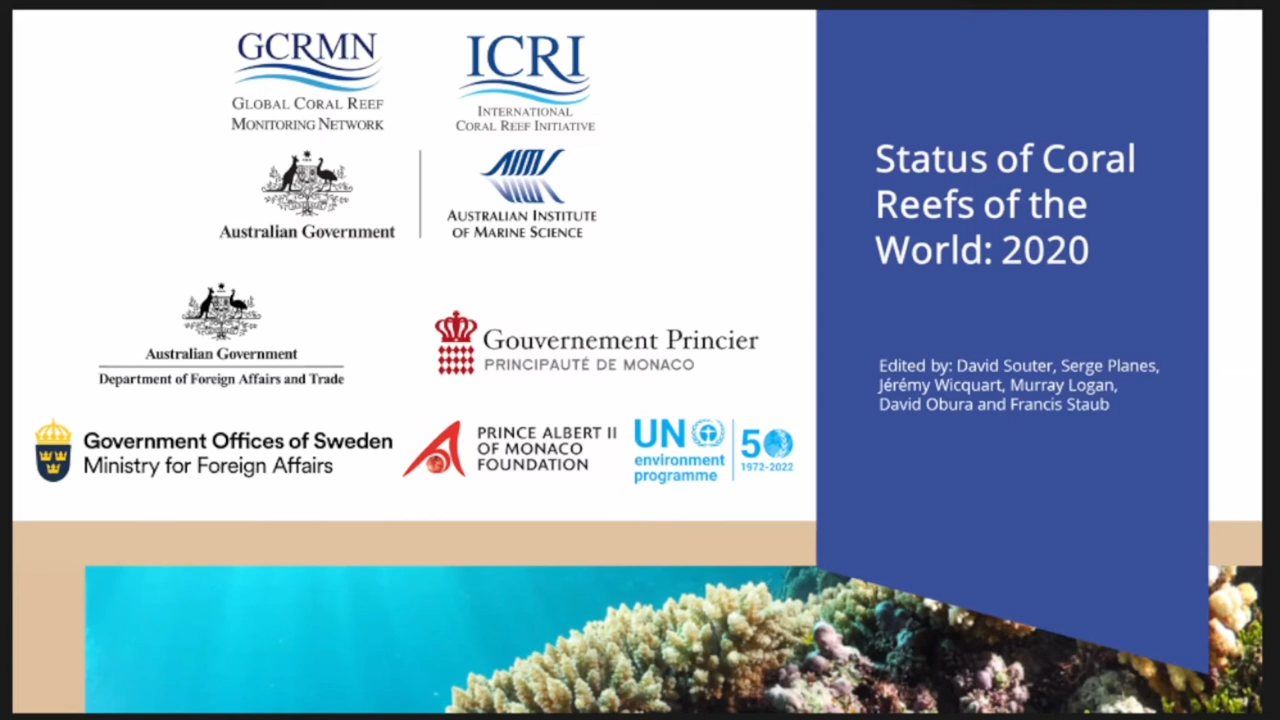 GCRMN
GLOBAL CORAL REEF
MONITORING NETWORK
ICRI
INTERNATIONAL
CORAL REEF INITIATIVE
Australian Government
AIMS
AUSTRALIAN INSTITUTE
OF MARINE SCIENCE
Australian Government
Department of Foreign Affairs and Trade
Gouvernement Princier
PRINCIPAUTÉ DE MONACO
Government Offices of Sweden
Ministry for Foreign Affairs
PRINCE ALBERT II
OF MONACO
FOUNDATION
UN
environment
programme
50
1972-2022
Status of Coral
Reefs of the
World: 2020
Edited by: David Souter, Serge Planes,
Jérémy Wicquart, Murray Logan,
David Obura and Francis Staub